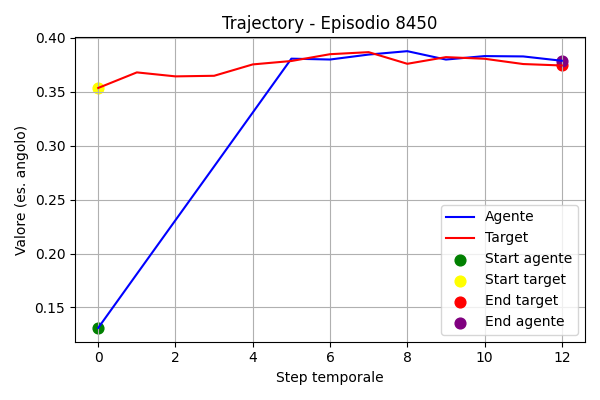 Trajectory - Episodio 8450
Valore (es. angolo)
0.40
0.35
0.30
0.25
0.20
0.15
0 2 4 6 8 10 12
Step temporale
Agente
Target
Start agente
Start target
End target
End agente